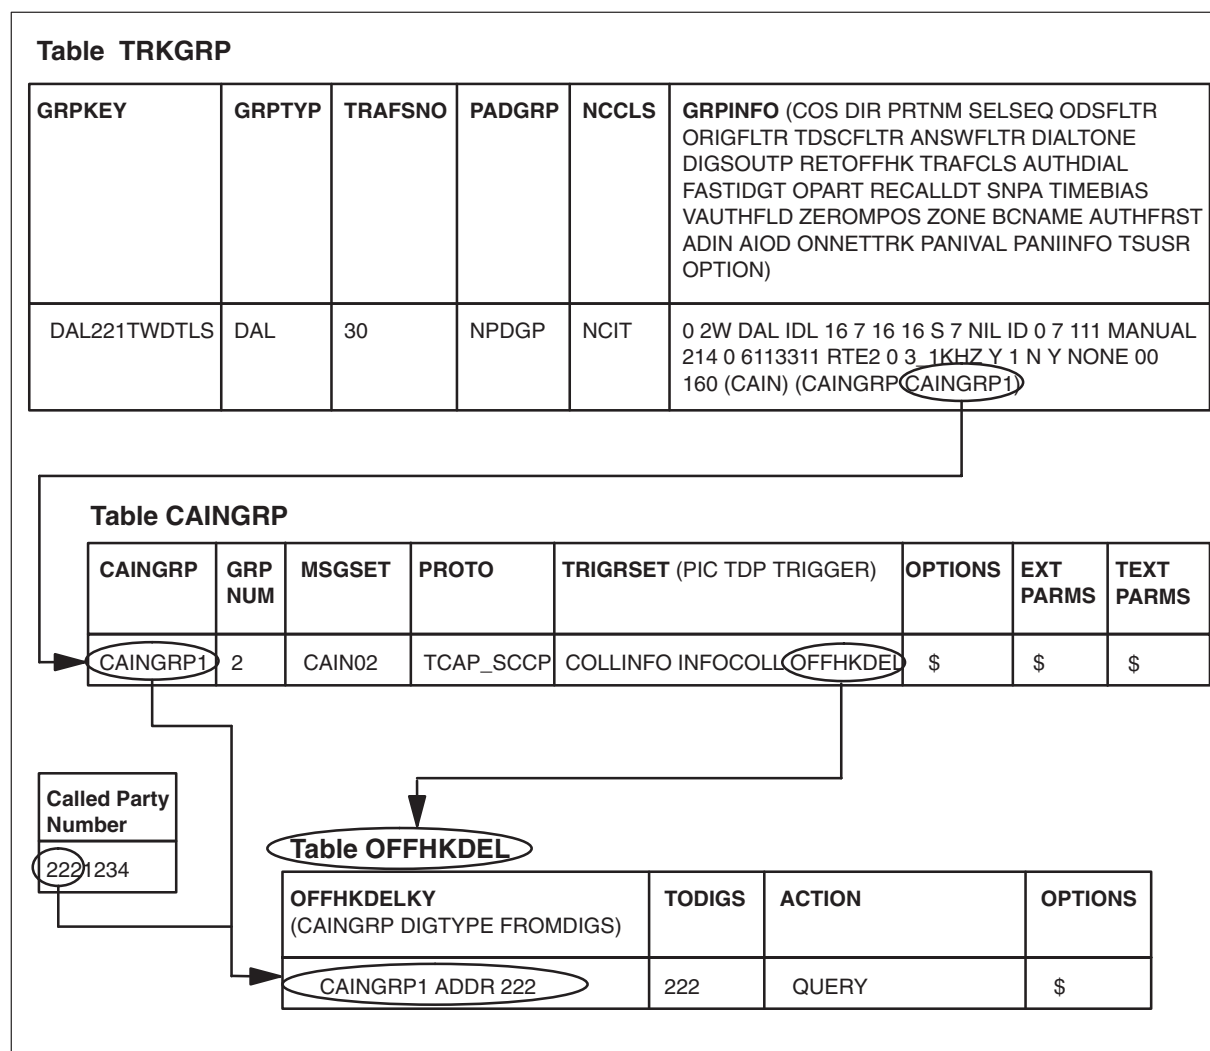 Table TRKGRP
GRPKEY GRPTYP TRAFSNO PADGRP NCCLS GRPINFO (COS DIR PRTNM SELSEQ ODSFLTR
ORIGFLTR TDSCFLTR ANSWFLTR DIALTONE
DIGSOUTP RETOFFHK TRAFCLS AUTHDIAL
FASTIDGT OPART RECALLDT SNPA TIMEBIAS
VAUTHFLD ZEROMPOS ZONE BCNAME AUTHFRST
ADIN AIOD ONNETTRK PANIVAL PANIINFO TSUSR
OPTION)
DAL221TWDTLS DAL 30 NPDGP NCIT 0 2W DAL IDL 16 7 16 16 S 7 NIL ID 0 7 111 MANUAL
214 0 6113311 RTE2 0 3_1KHZ Y 1 N Y NONE 00
160 (CAIN) (CAINGRP CAINGRP1)
Table CAINGRP
CAINGRP GRP MSGSET PROTO TRIGRSET (PIC TDP TRIGGER) OPTIONS EXT TEXT
NUM PARMS PARMS
CAINGRP1 2 CAIN02 TCAP_SCCP COLLINFO INFOCOLL OFFHKDEL $ $ $
Called Party
Number
2221234
Table OFFHKDEL
OFFHKDELKY TODIGS ACTION OPTIONS
(CAINGRP DIGTYPE FROMDIGS)
CAINGRP1 ADDR 222 222 QUERY $